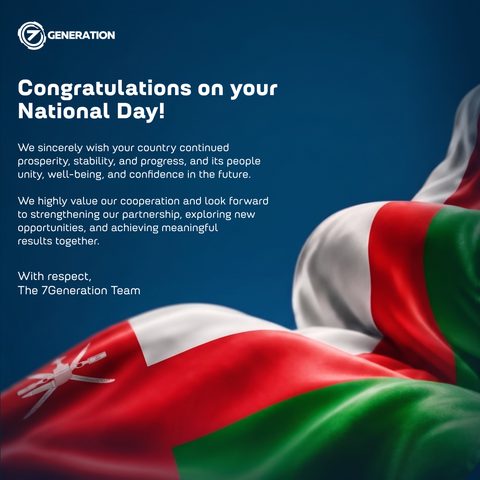 7 GENERATION
Congratulations on your
National Day!
We sincerely wish your country continued
prosperity, stability, and progress, and its people
unity, well-being, and confidence in the future.
We highly value our cooperation and look forward
to strengthening our partnership, exploring new
opportunities, and achieving meaningful
results together.
With respect,
The 7Generation Team